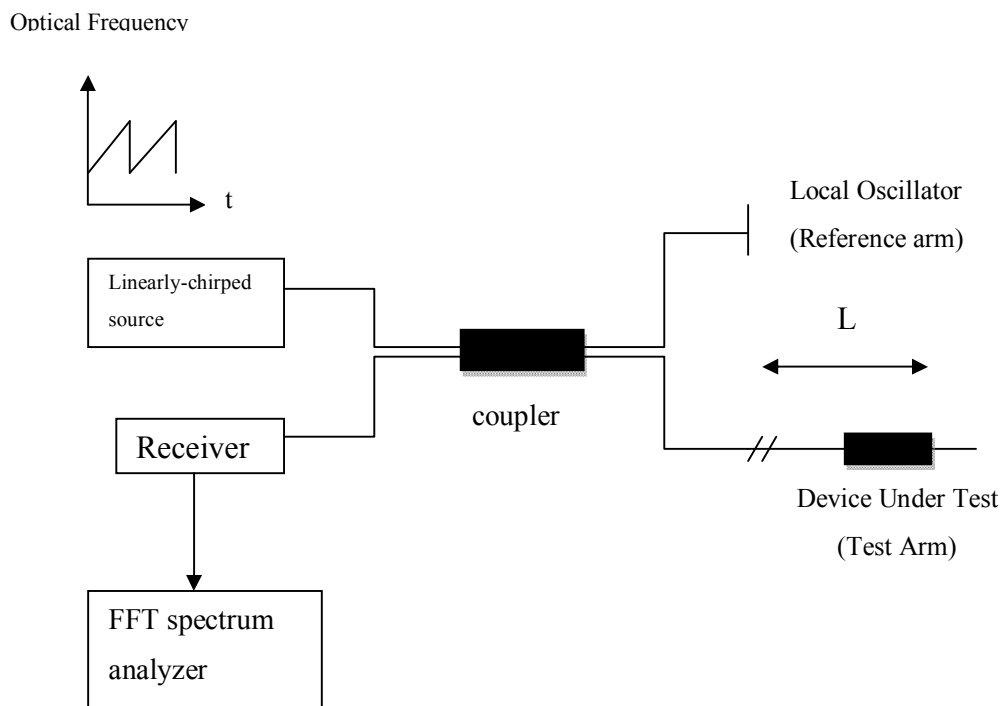 Optical Frequency
t
Linearly-chirped
source
Local Oscillator
(Reference arm)
L
coupler
Receiver
Device Under Test
(Test Arm)
FFT spectrum
analyzer